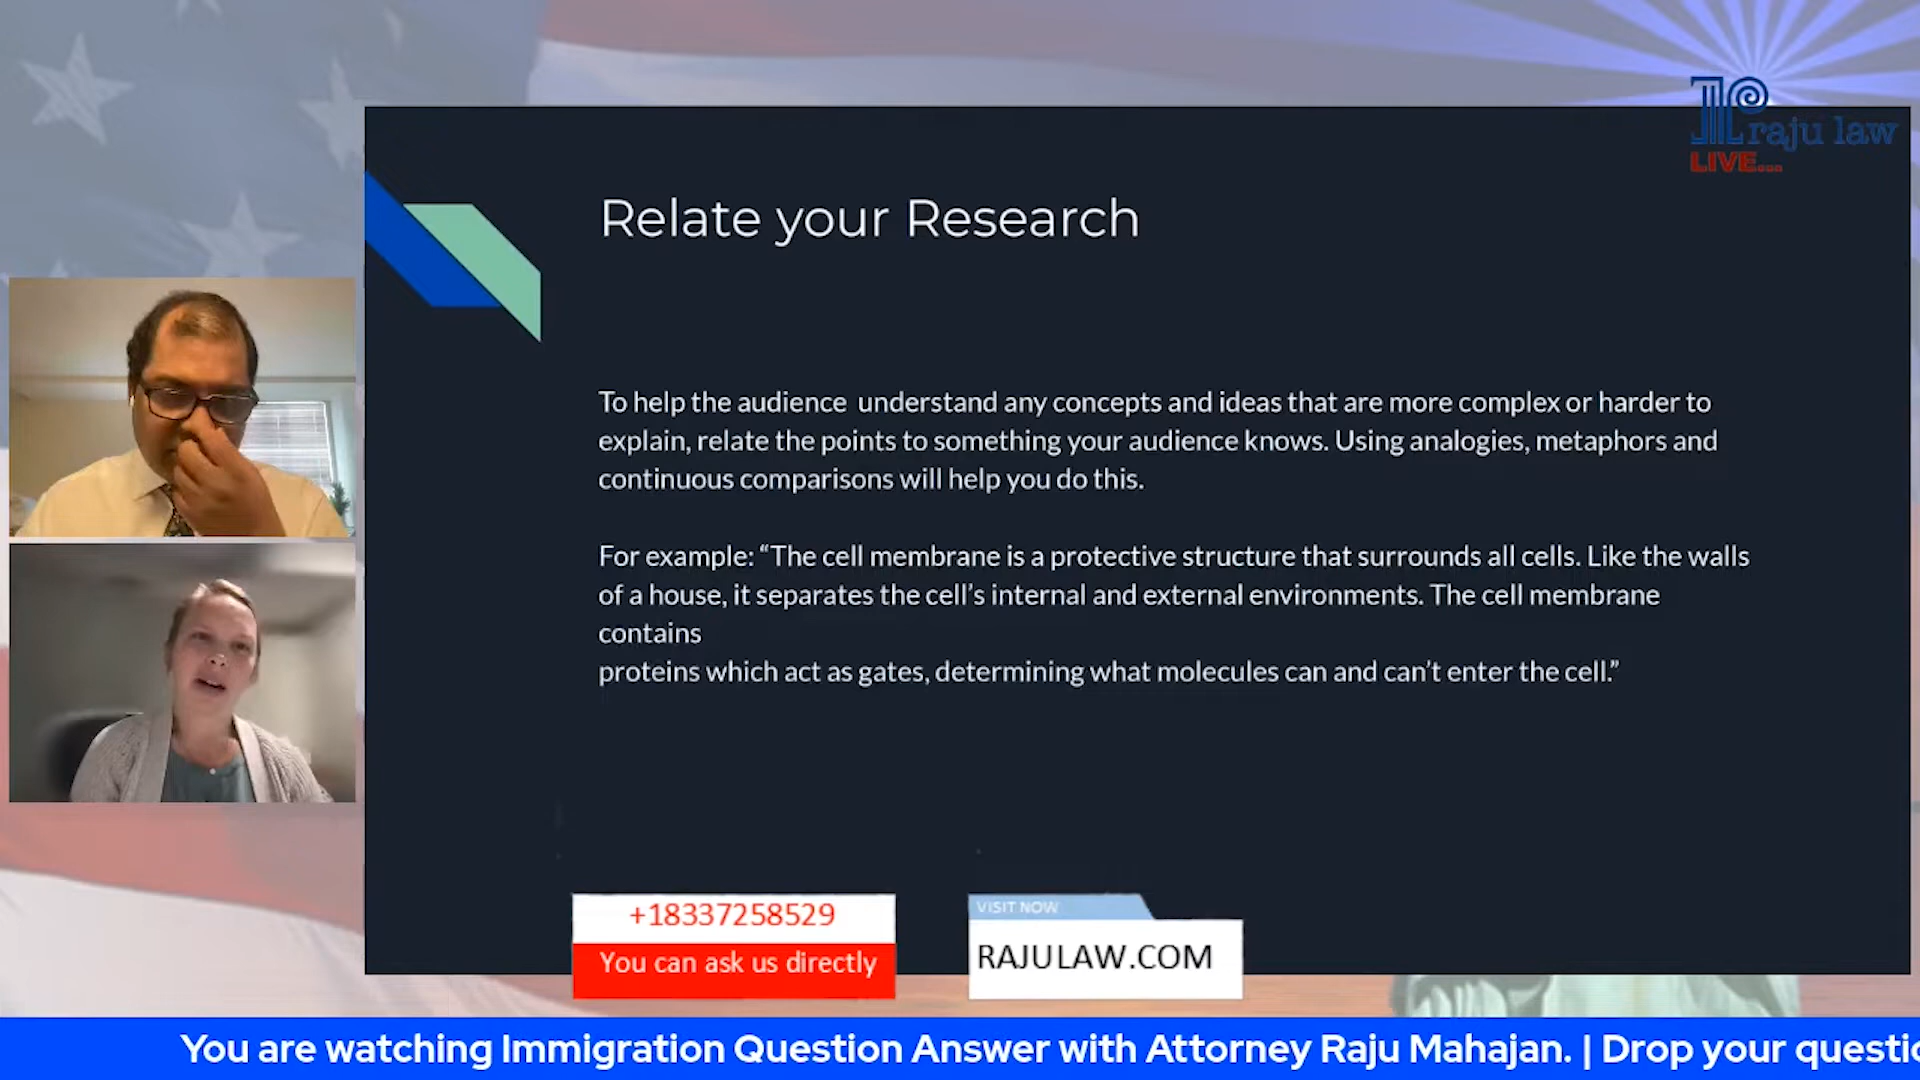 raju law
LIVE...
Relate your Research
To help the audience understand any concepts and ideas that are more complex or harder to
explain, relate the points to something your audience knows. Using analogies, metaphors and
continuous comparisons will help you do this.
For example: “The cell membrane is a protective structure that surrounds all cells. Like the walls
of a house, it separates the cell’s internal and external environments. The cell membrane
contains
proteins which act as gates, determining what molecules can and can’t enter the cell.”
+18337258529
You can ask us directly
VISIT NOW
RAJULAW.COM
You are watching Immigration Question Answer with Attorney Raju Mahajan. | Drop your questio